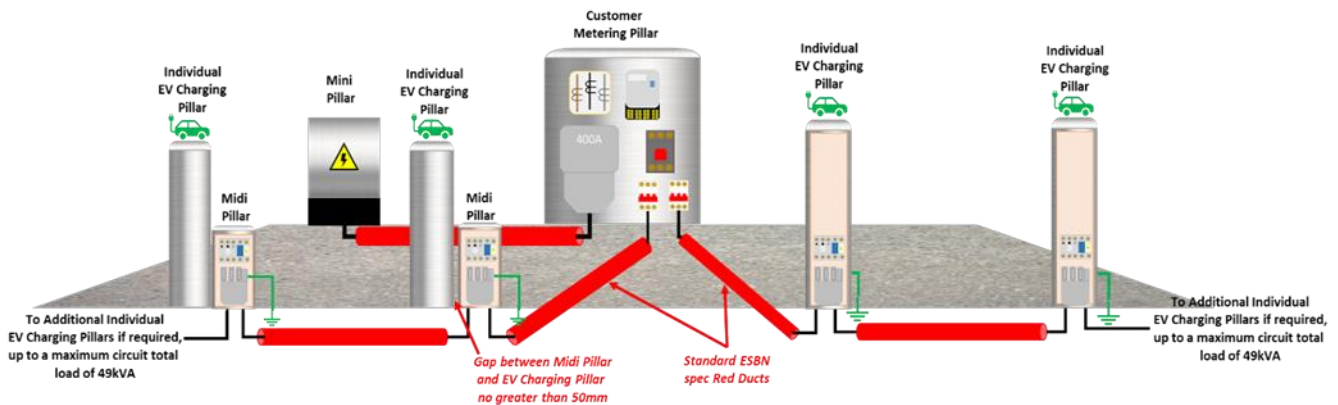 Customer
Metering Pillar
Individual
EV Charging
Pillar
Mini
Pillar
Individual
EV Charging
Pillar
Individual
EV Charging
Pillar
Individual
EV Charging
Pillar
400A
Midi
Pillar
Midi
Pillar
To Additional Individual
EV Charging Pillars if required,
up to a maximum circuit total
load of 49kVA
Gap between Midi Pillar
and EV Charging Pillar
no greater than 50mm
Standard ESBN
spec Red Ducts
To Additional Individual
EV Charging Pillars if required,
up to a maximum circuit total
load of 49kVA